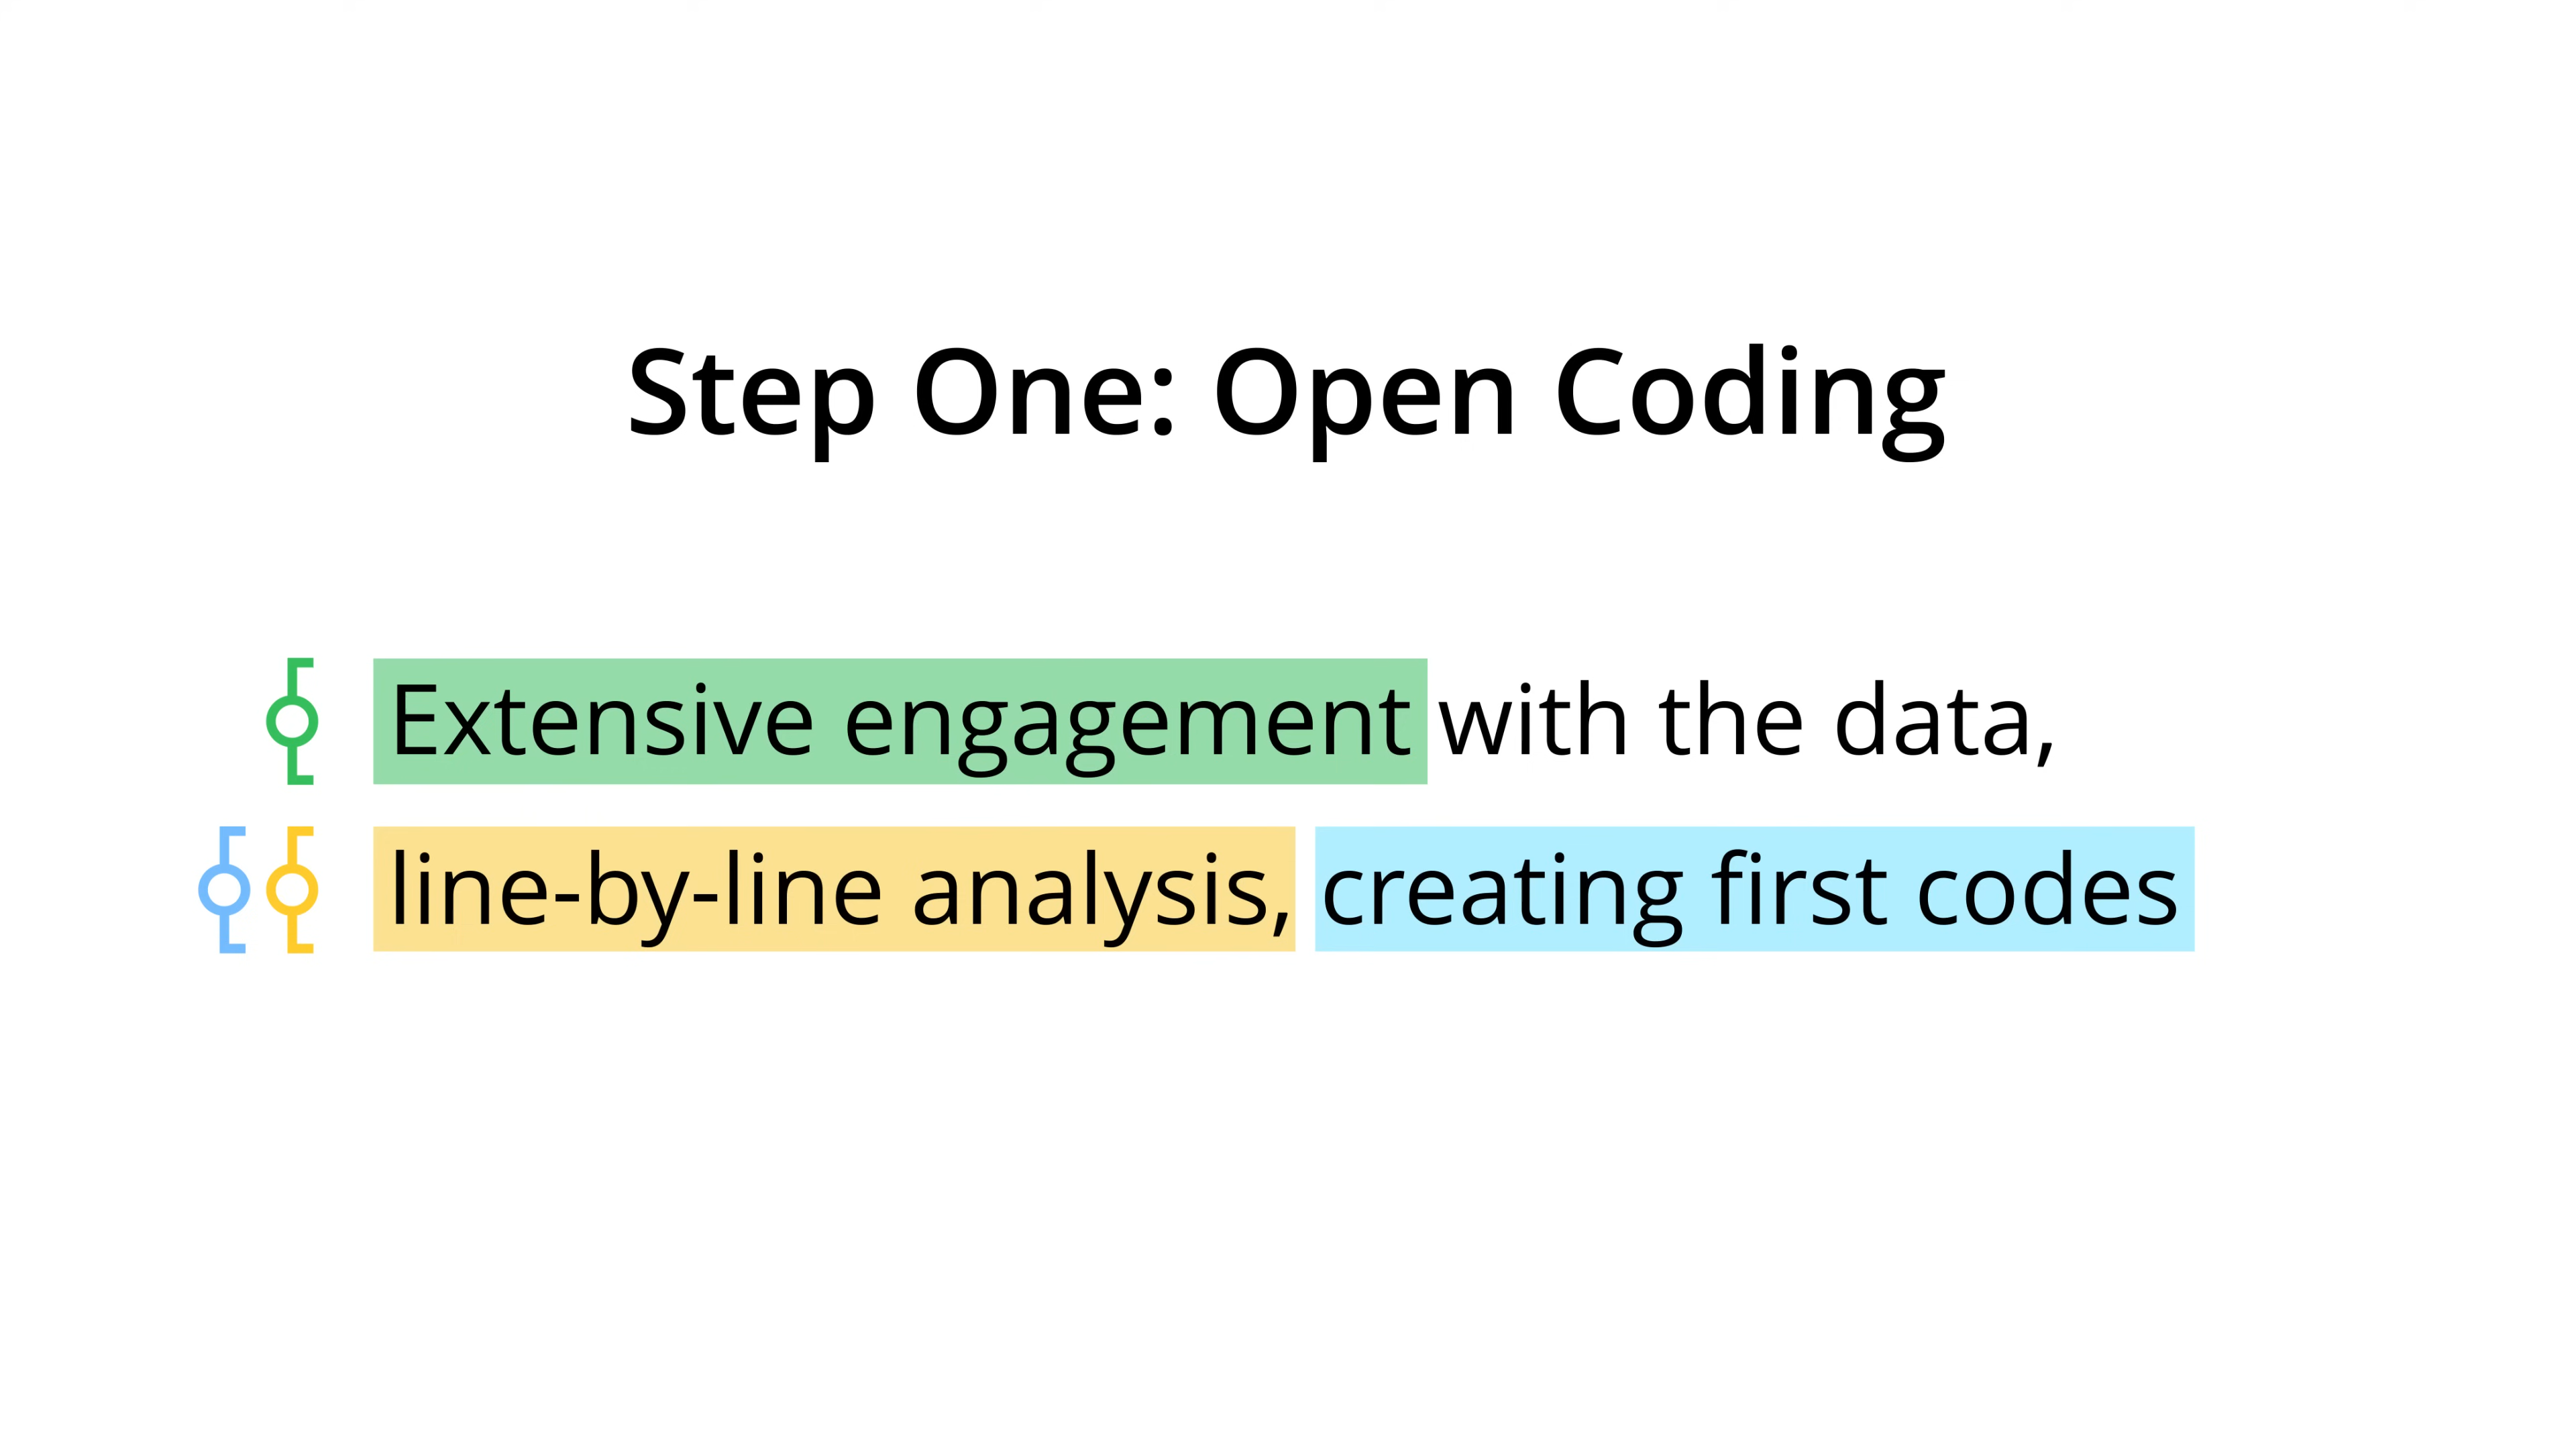 Step One: Open Coding
Extensive engagement with the data,
line-by-line analysis, creating first codes